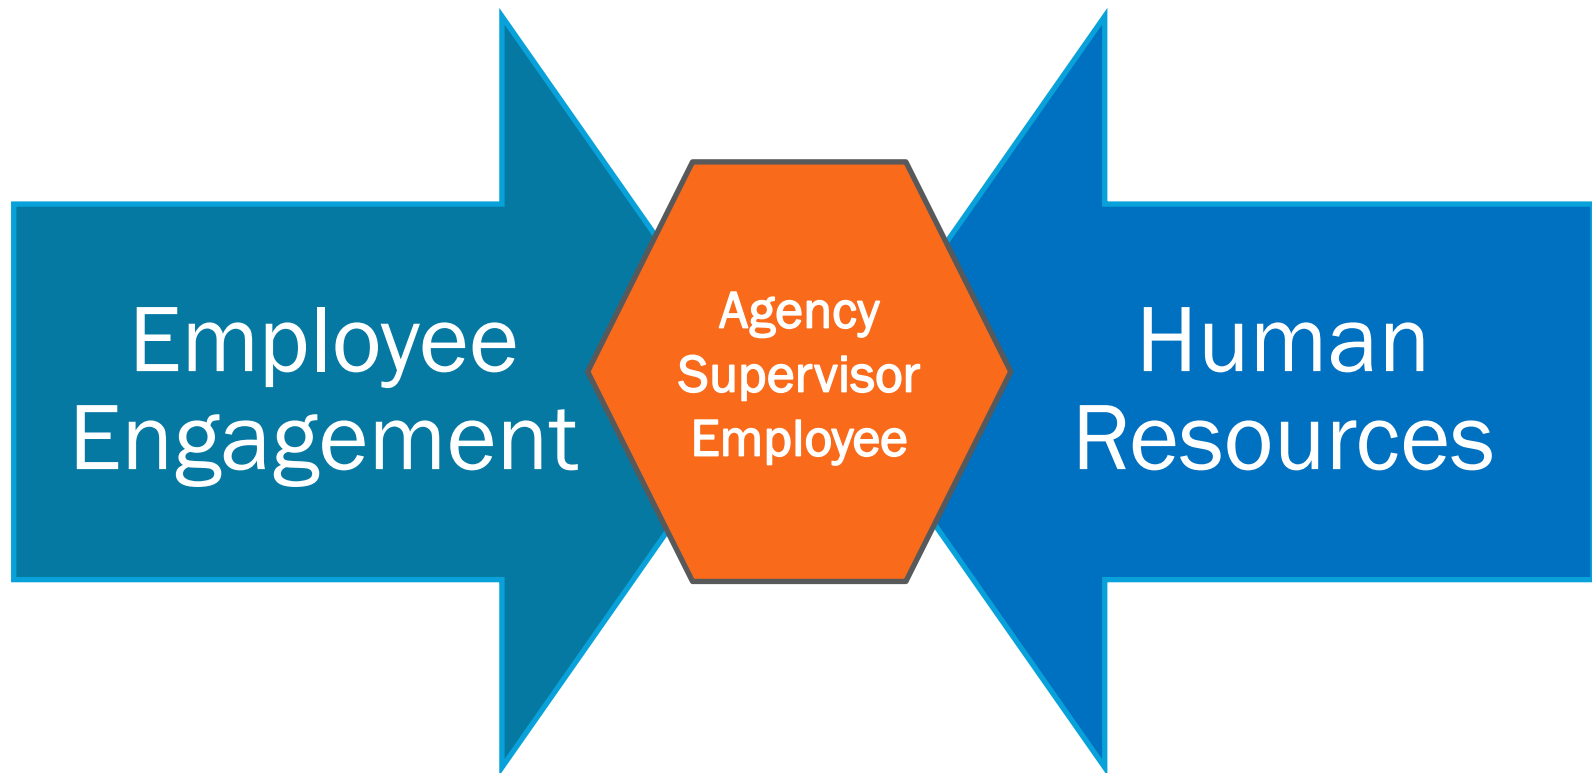 Employee
Engagement
Agency
Supervisor
Employee
Human
Resources